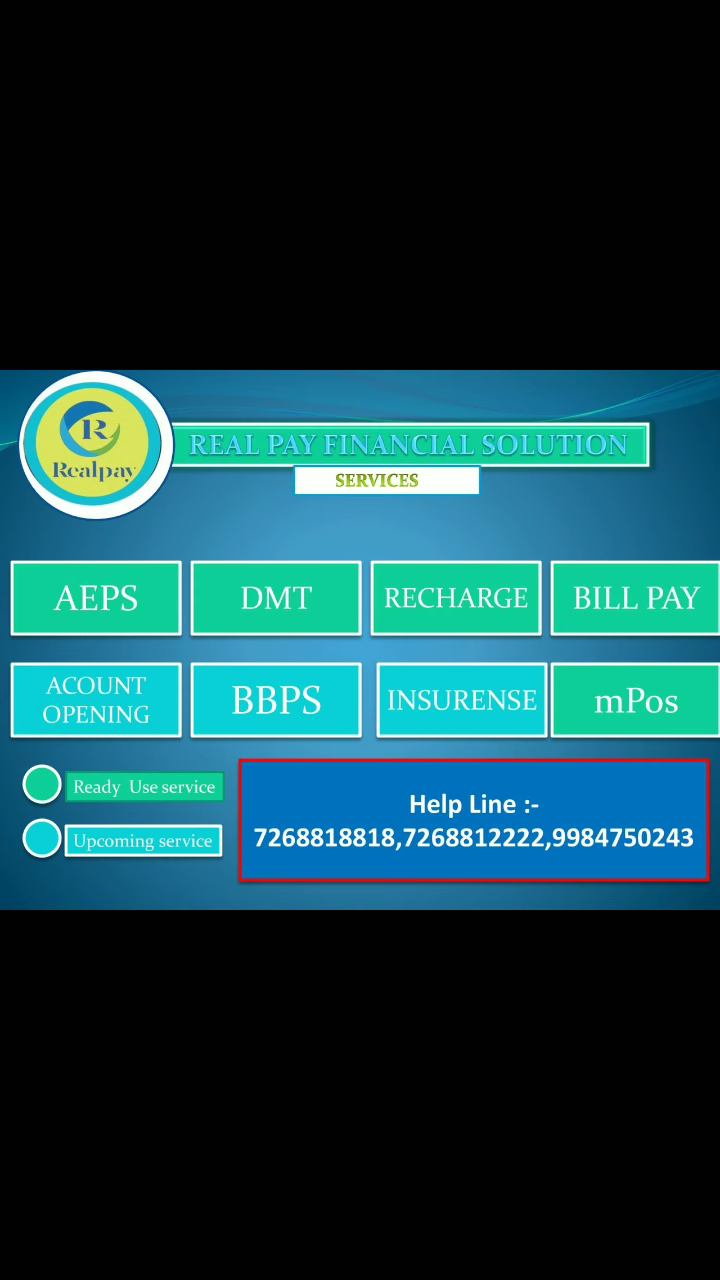 R
Realpay
REAL PAY FINANCIAL SOLUTION
SERVICES
AEPS
DMT
RECHARGE
BILL PAY
ACOUNT
OPENING
BBPS
INSURENSE
mPos
Ready Use service
Upcoming service
Help Line :-
7268818818,7268812222,9984750243